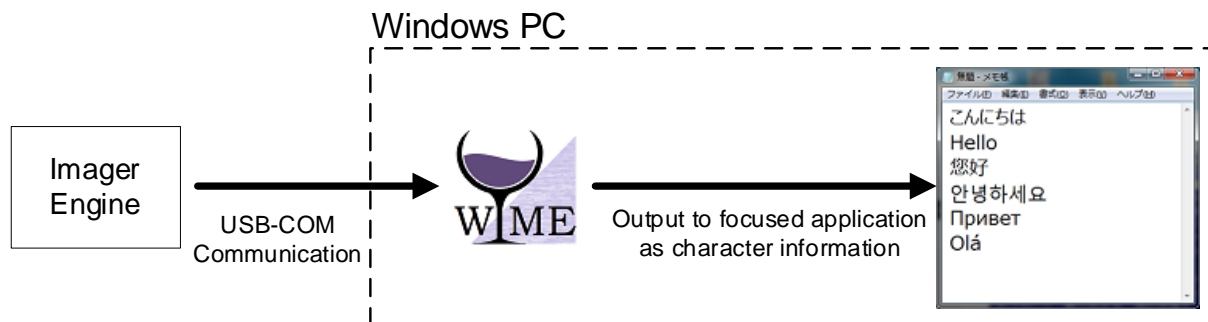 Windows PC
Imager
Engine
USB-COM
Communication
WIME
Output to focused application
as character information
無題 - メモ帳
ファイル(F) 編集(E) 書式(O) 表示(V) ヘルプ(H)
こんにちは
Hello
您好
안녕하세요
Привет
Olá